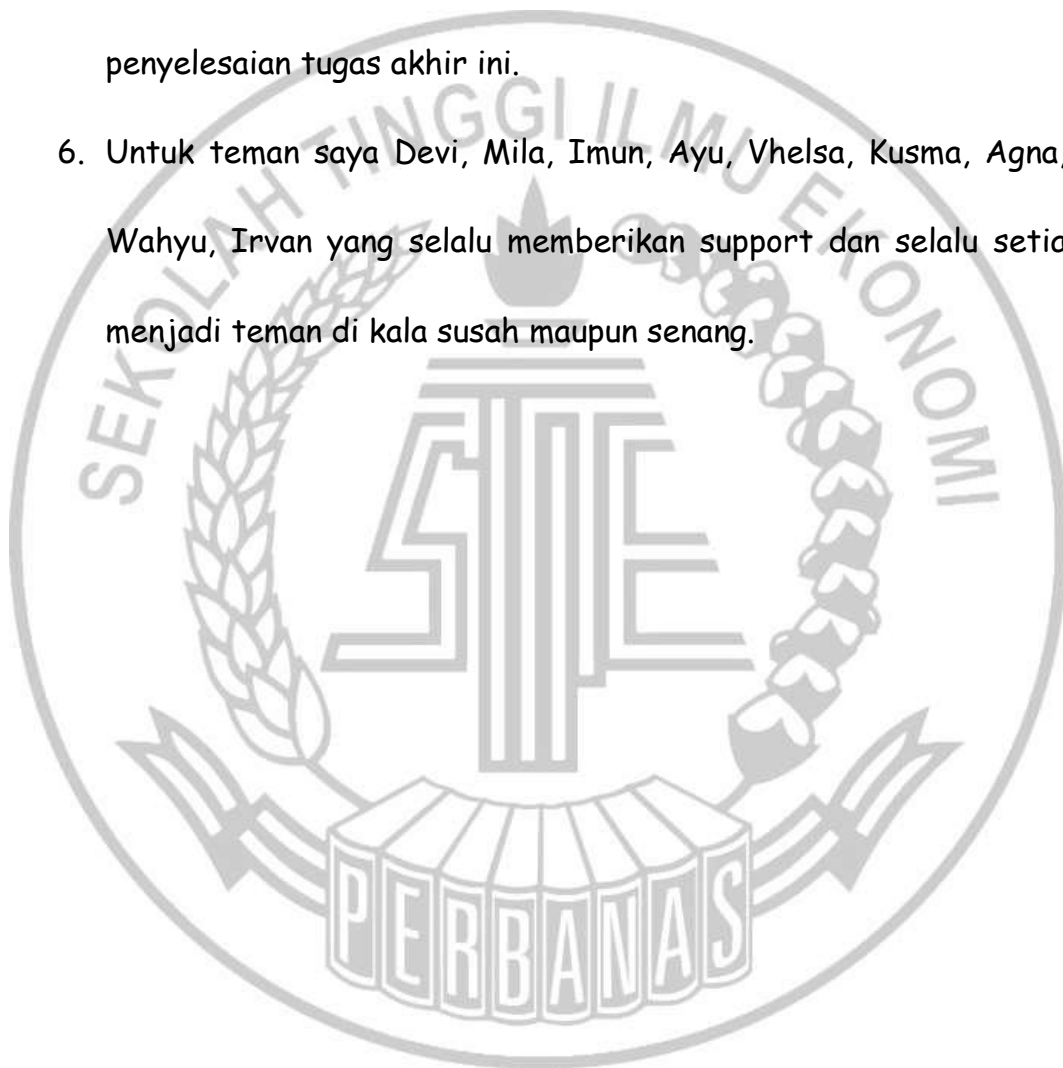 penyelesaian tugas akhir ini.
6. Untuk teman saya Devi, Mila, Imun, Ayu, Vhelsa, Kusma, Agna,
Wahyu, Irvan yang selalu memberikan support dan selalu setia
menjadi teman di kala susah maupun senang.
SEKOLAH TINGGI ILMU EKONOMI
STIE
PERBANAS